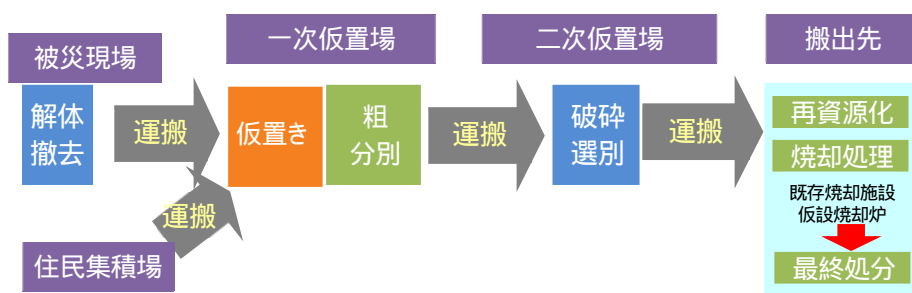 被災現場
一次仮置場
二次仮置場
搬出先
解体
撤去
運搬
仮置き
粗
分別
運搬
破砕
選別
運搬
再資源化
焼却処理
既存焼却施設
仮設焼却炉
最終処分
運搬
住民集積場